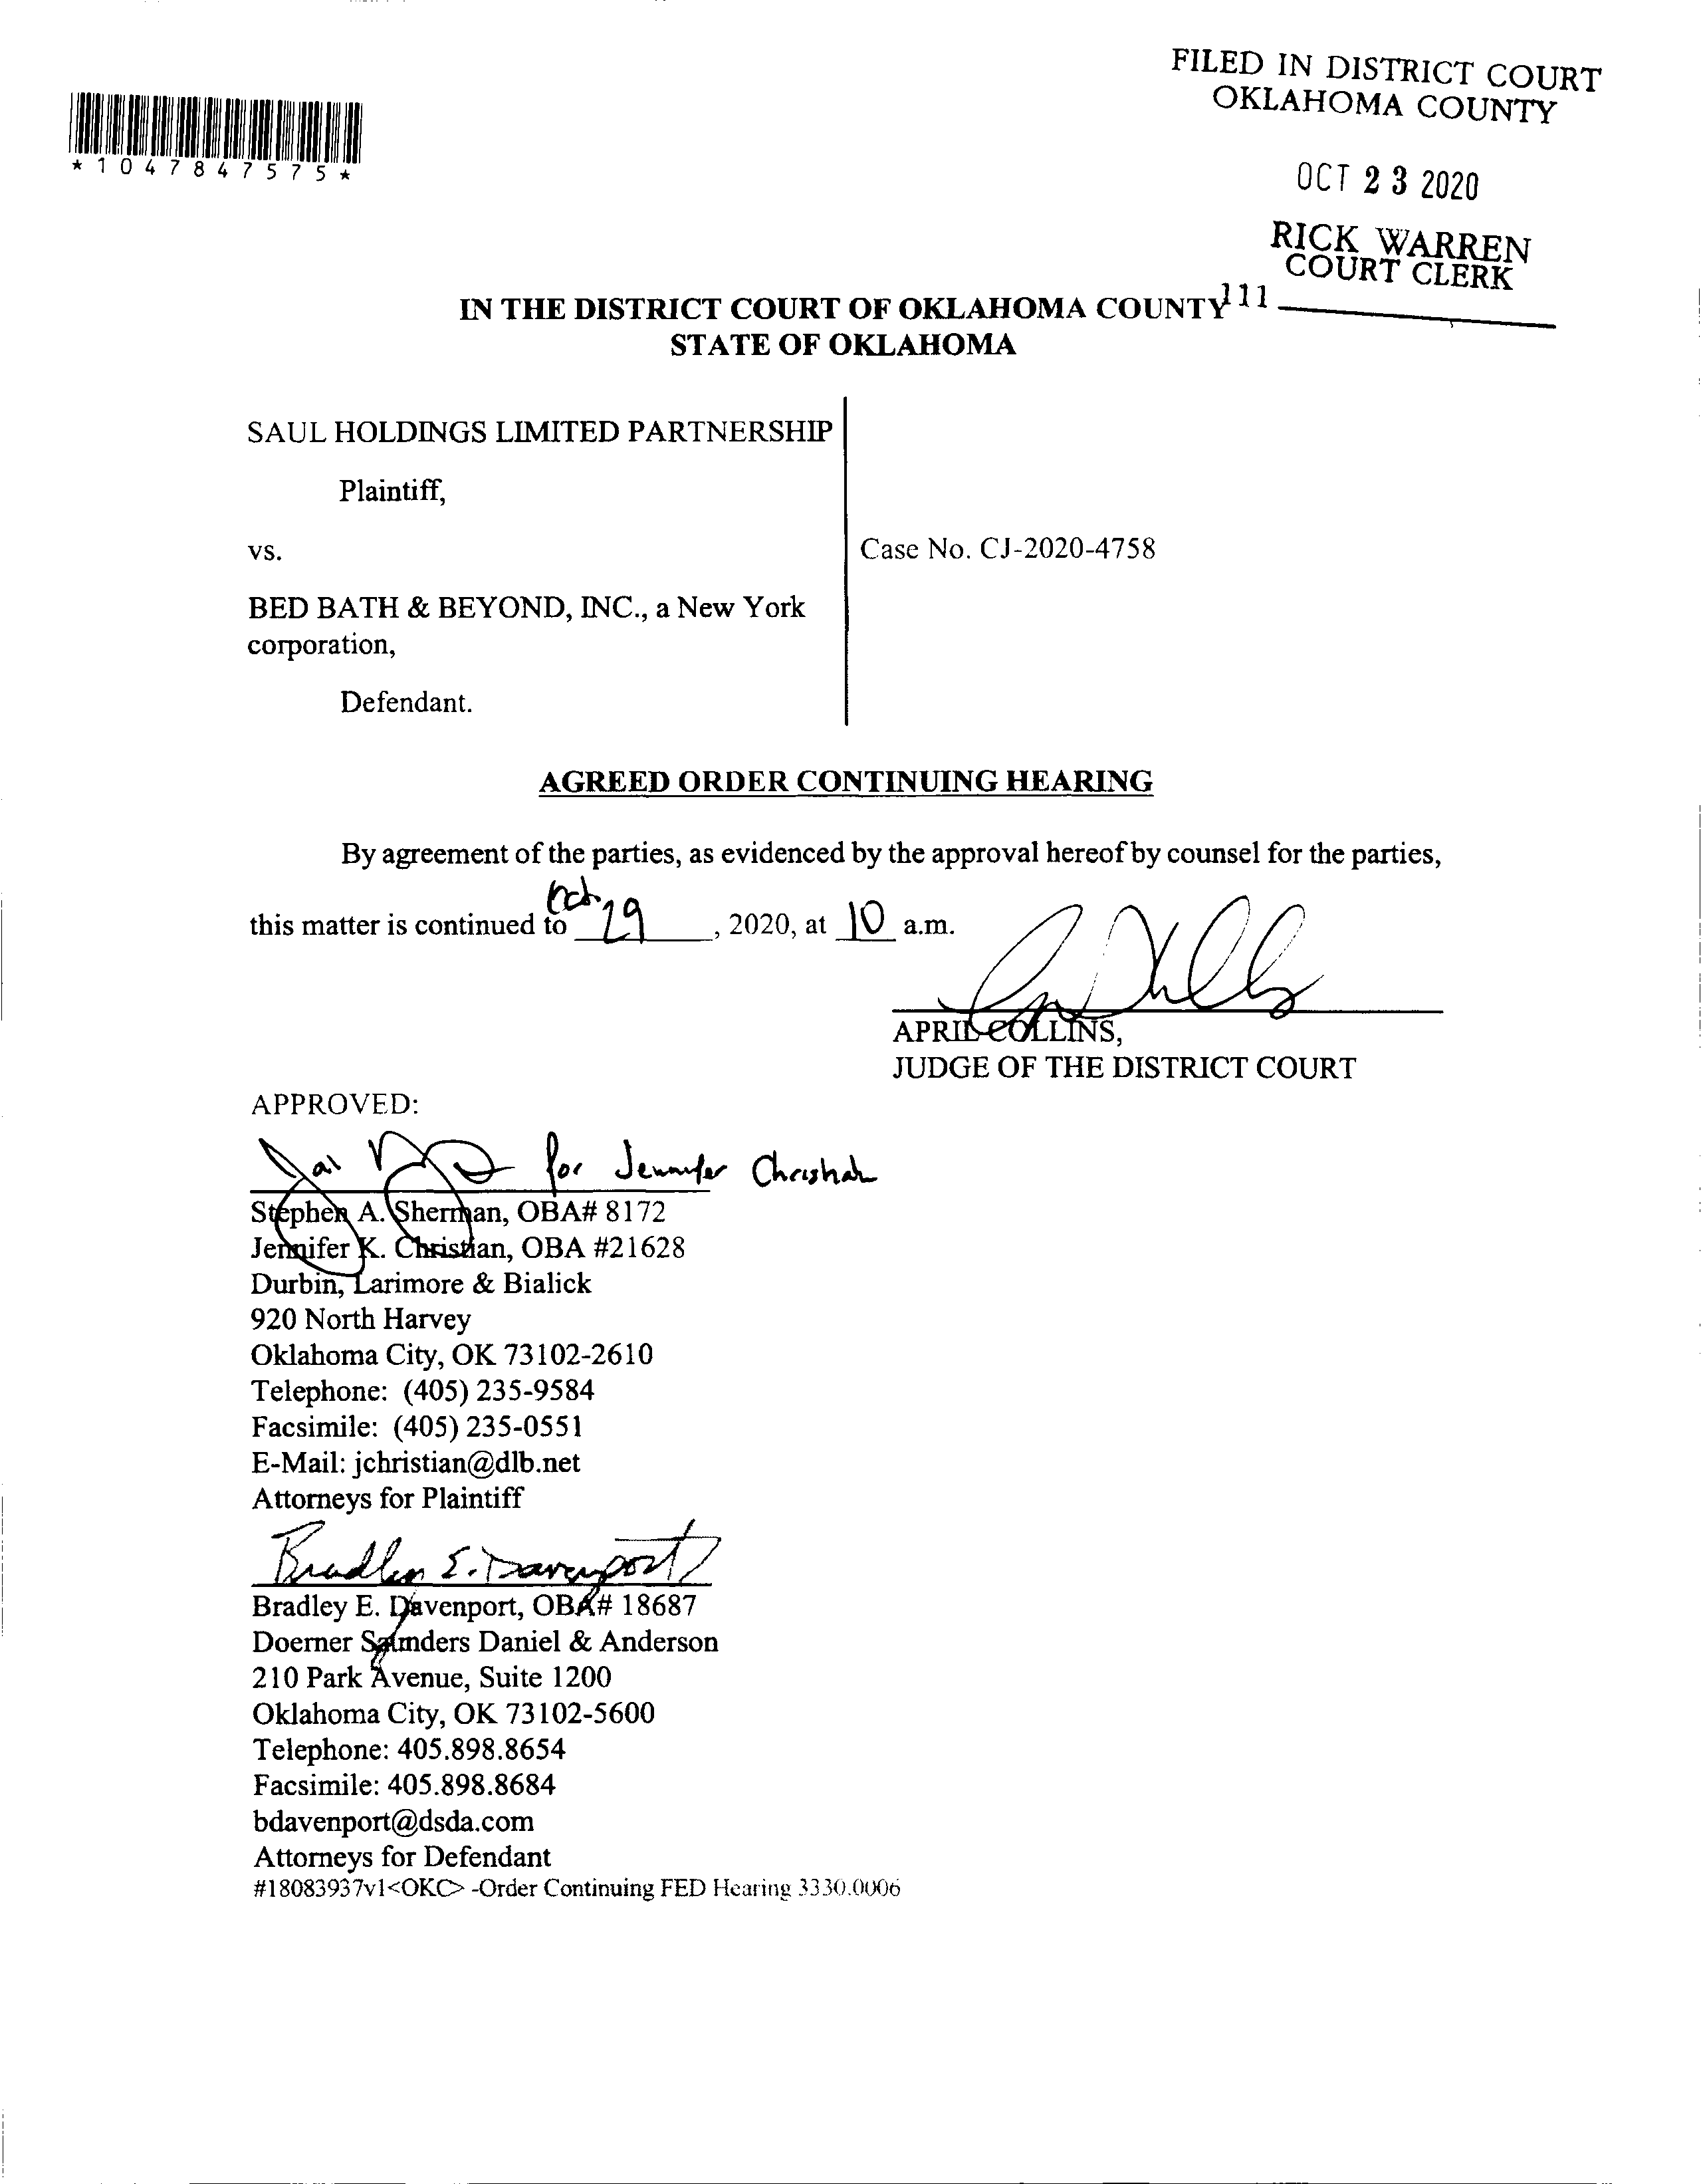 FILED IN DISTRICT COURT
OKLAHOMA COUNTY
*1047847575*
OCT 23 2020
RICK WARREN
COURT CLERK
111
IN THE DISTRICT COURT OF OKLAHOMA COUNTY
STATE OF OKLAHOMA
SAUL HOLDINGS LIMITED PARTNERSHIP
Plaintiff,
vs.
Case No. CJ-2020-4758
BED BATH & BEYOND, INC., a New York
corporation,
Defendant.
AGREED ORDER CONTINUING HEARING
By agreement of the parties, as evidenced by the approval hereof by counsel for the parties,
this matter is continued to Oct. 29, 2020, at 10 a.m.
APRIL COLLINS,
JUDGE OF THE DISTRICT COURT
APPROVED:
for Jennifer Christian
Stephen A. Sherman, OBA# 8172
Jennifer K. Christian, OBA #21628
Durbin, Larimore & Bialick
920 North Harvey
Oklahoma City, OK 73102-2610
Telephone: (405) 235-9584
Facsimile: (405) 235-0551
E-Mail: jchristian@dlb.net
Attorneys for Plaintiff
Bradley E. Davenport
Bradley E. Davenport, OBA# 18687
Doerner Saunders Daniel & Anderson
210 Park Avenue, Suite 1200
Oklahoma City, OK 73102-5600
Telephone: 405.898.8654
Facsimile: 405.898.8684
bdavenport@dsda.com
Attorneys for Defendant
#18083937v1<OKC> -Order Continuing FED Hearing 3330.0006